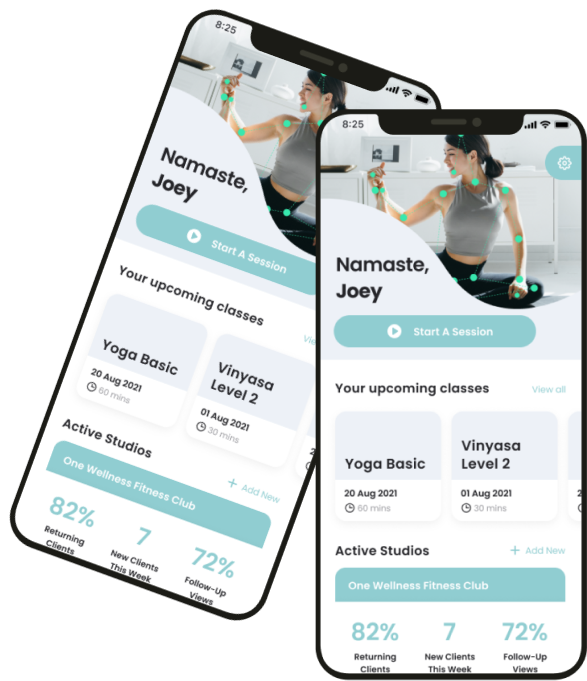 8:25
Namaste,
Joey
Start A Session
Your upcoming classes
Vie
Yoga Basic
20 Aug 2021
60 mins
Vinyasa
Level 2
01 Aug 2021
30 mins
2
Active Studios
+ Add New
One Wellness Fitness Club
82%
Returning
Clients
7
New Clients
This Week
72%
Follow-Up
Views
8:25
Namaste,
Joey
Start A Session
Your upcoming classes
View all
Yoga Basic
20 Aug 2021
60 mins
Vinyasa
Level 2
01 Aug 2021
30 mins
2
Active Studios
+ Add New
One Wellness Fitness Club
82%
Returning
Clients
7
New Clients
This Week
72%
Follow-Up
Views